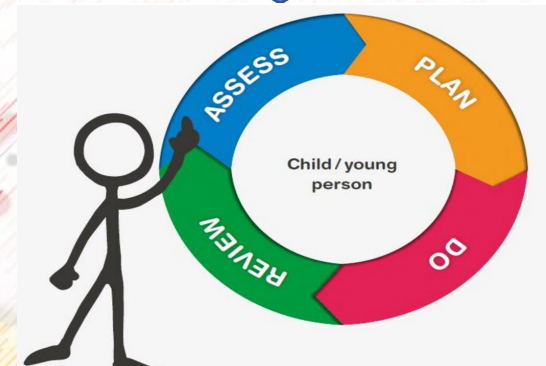 ASSESS
PLAN
Child / young
person
REVIEW
DO